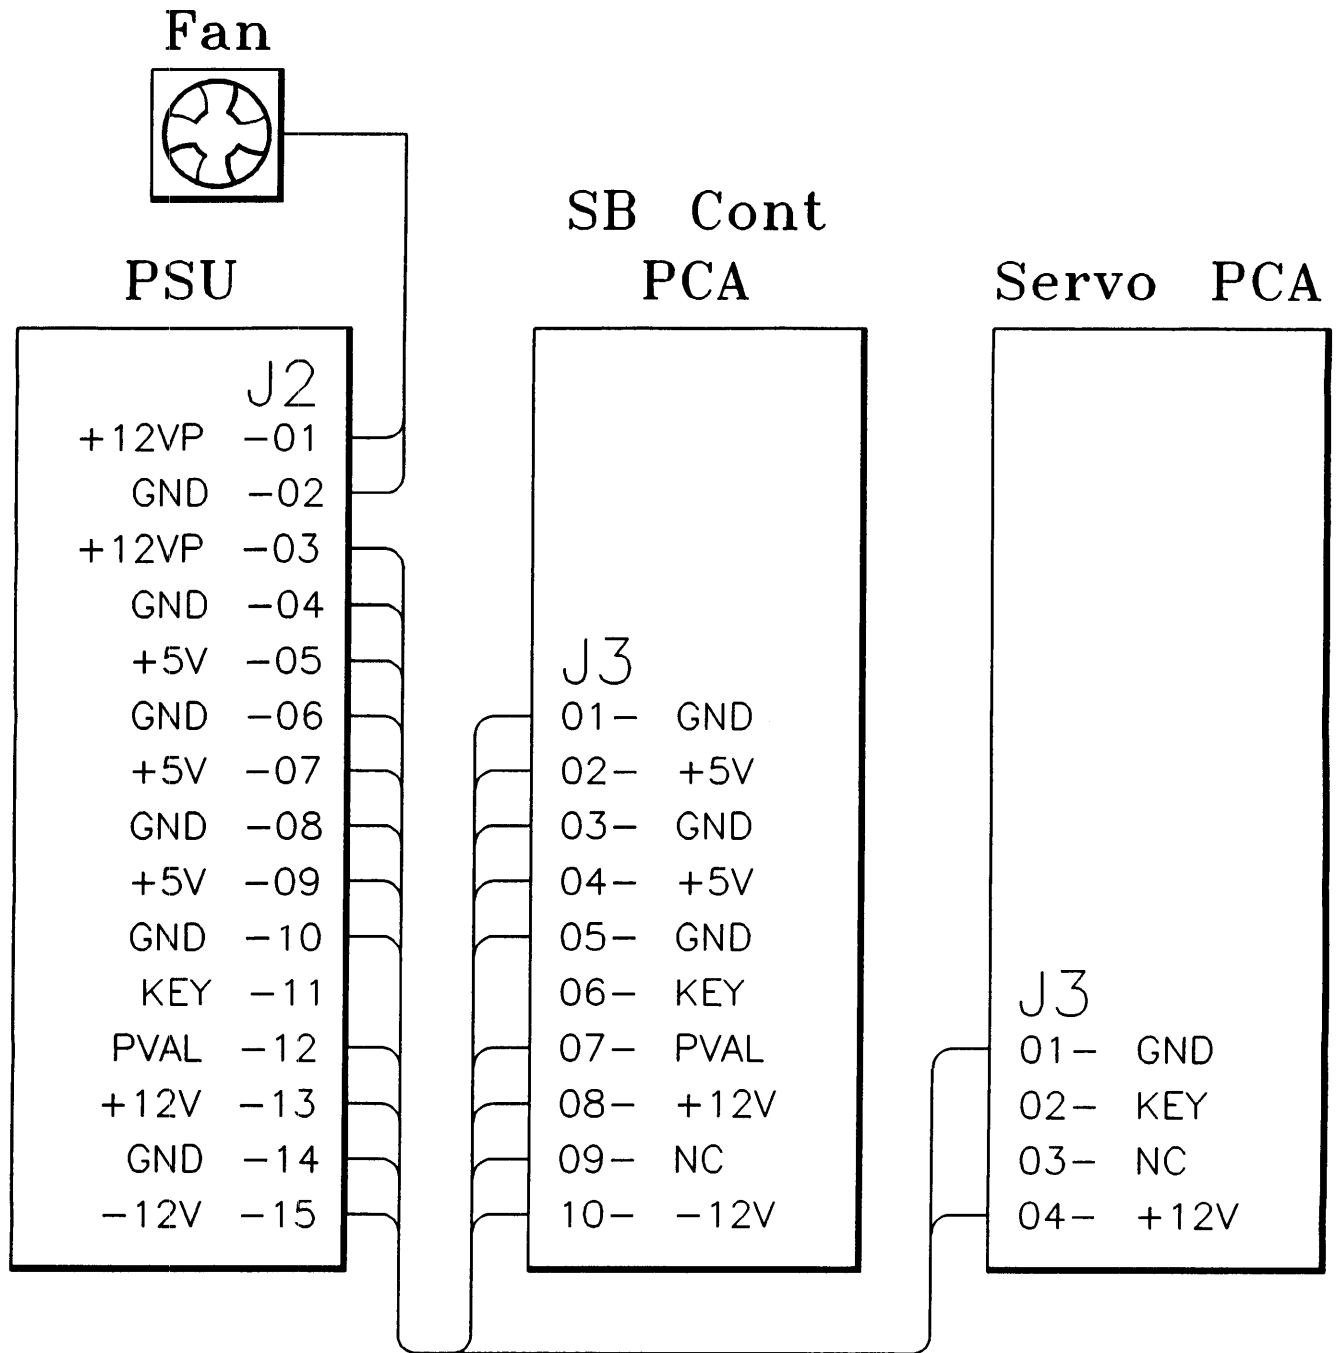 Fan
SB Cont
PCA
PSU
Servo PCA
J2
+12VP -01
GND -02
+12VP -03
GND -04
+5V -05
GND -06
+5V -07
GND -08
+5V -09
GND -10
KEY -11
PVAL -12
+12V -13
GND -14
-12V -15
J3
01- GND
02- +5V
03- GND
04- +5V
05- GND
06- KEY
07- PVAL
08- +12V
09- NC
10- -12V
J3
01- GND
02- KEY
03- NC
04- +12V